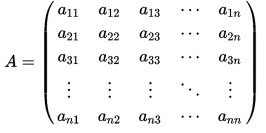 A = ( a₁₁ a₁₂ a₁₃ ⋯ a₁ₙ
a₂₁ a₂₂ a₂₃ ⋯ a₂ₙ
a₃₁ a₃₂ a₃₃ ⋯ a₃ₙ
⋮ ⋮ ⋮ ⋱ ⋮
aₙ₁ aₙ₂ aₙ₃ ⋯ aₙₙ )